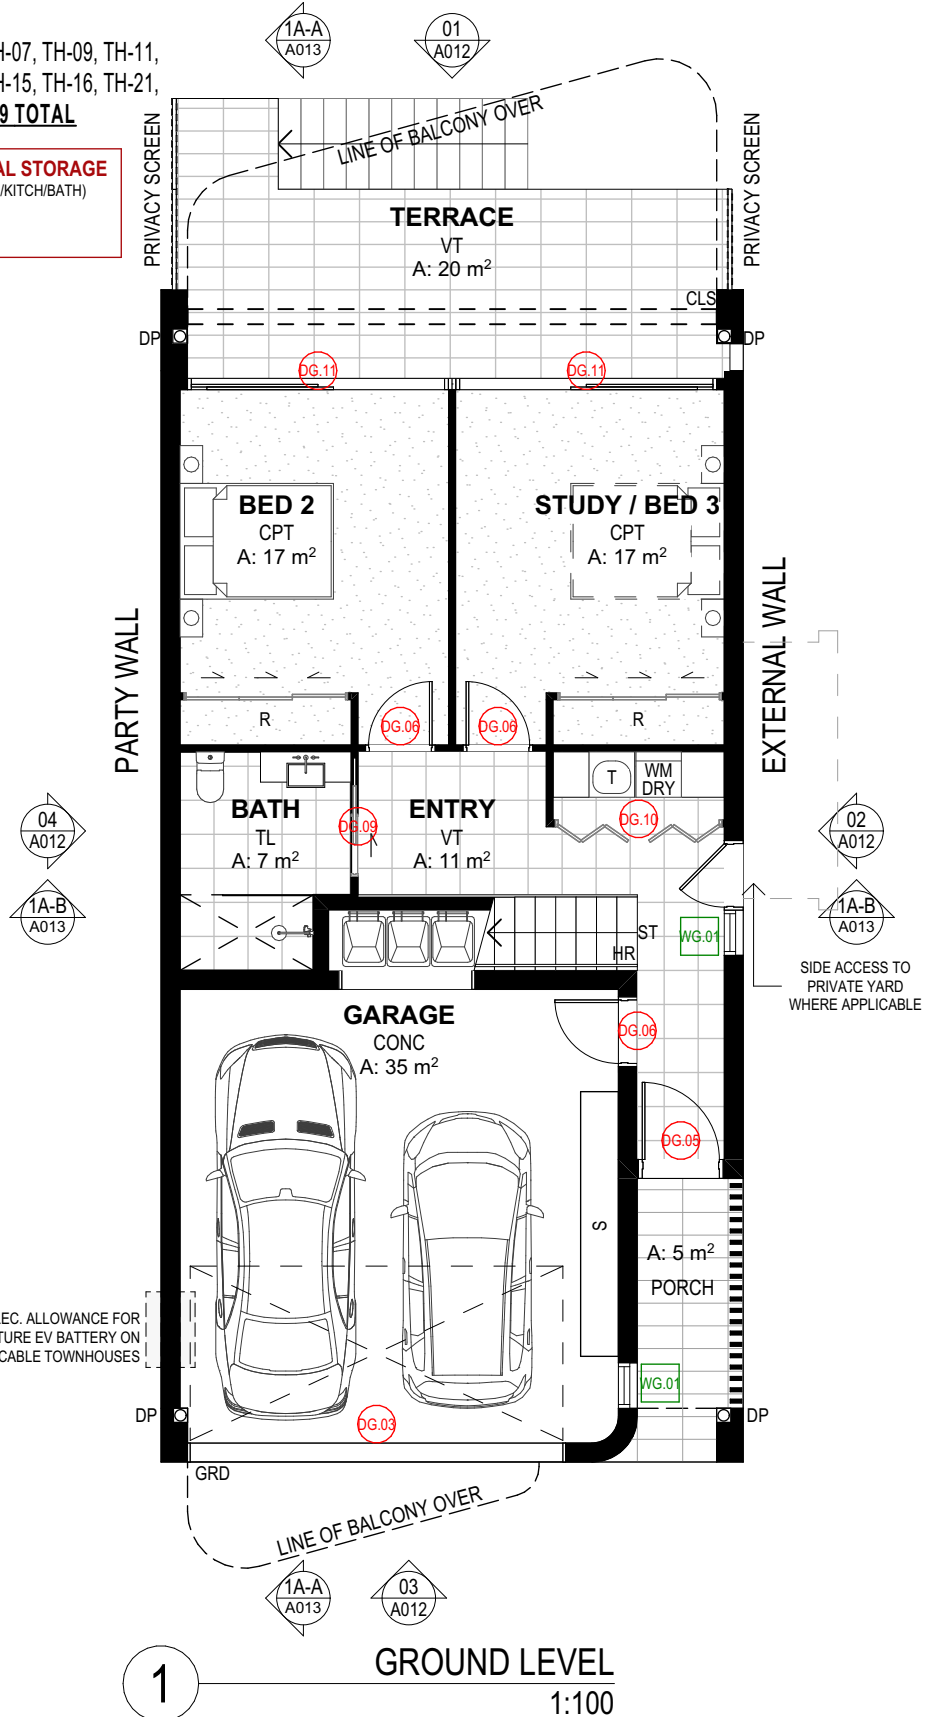 1A-A
A013
01
A012
H-07, TH-09, TH-11,
H-15, TH-16, TH-21,
9 TOTAL
AL STORAGE
/KITCH/BATH)
PRIVACY SCREEN
LINE OF BALCONY OVER
PRIVACY SCREEN
TERRACE
VT
A: 20 m²
CLS
DP
DP
DG.11
DG.11
BED 2
CPT
A: 17 m²
STUDY / BED 3
CPT
A: 17 m²
PARTY WALL
EXTERNAL WALL
R
R
DG.06
DG.06
T
WM
DRY
BATH
TL
A: 7 m²
DG.09
ENTRY
VT
A: 11 m²
DG.10
04
A012
02
A012
1A-B
A013
1A-B
A013
ST
HR
WG.01
SIDE ACCESS TO
PRIVATE YARD
WHERE APPLICABLE
GARAGE
CONC
A: 35 m²
DG.06
DG.05
S
A: 5 m²
PORCH
EC. ALLOWANCE FOR
TURE EV BATTERY ON
CABLE TOWNHOUSES
WG.01
DP
DG.03
DP
GRD
LINE OF BALCONY OVER
1A-A
A013
03
A012
1
GROUND LEVEL
1:100